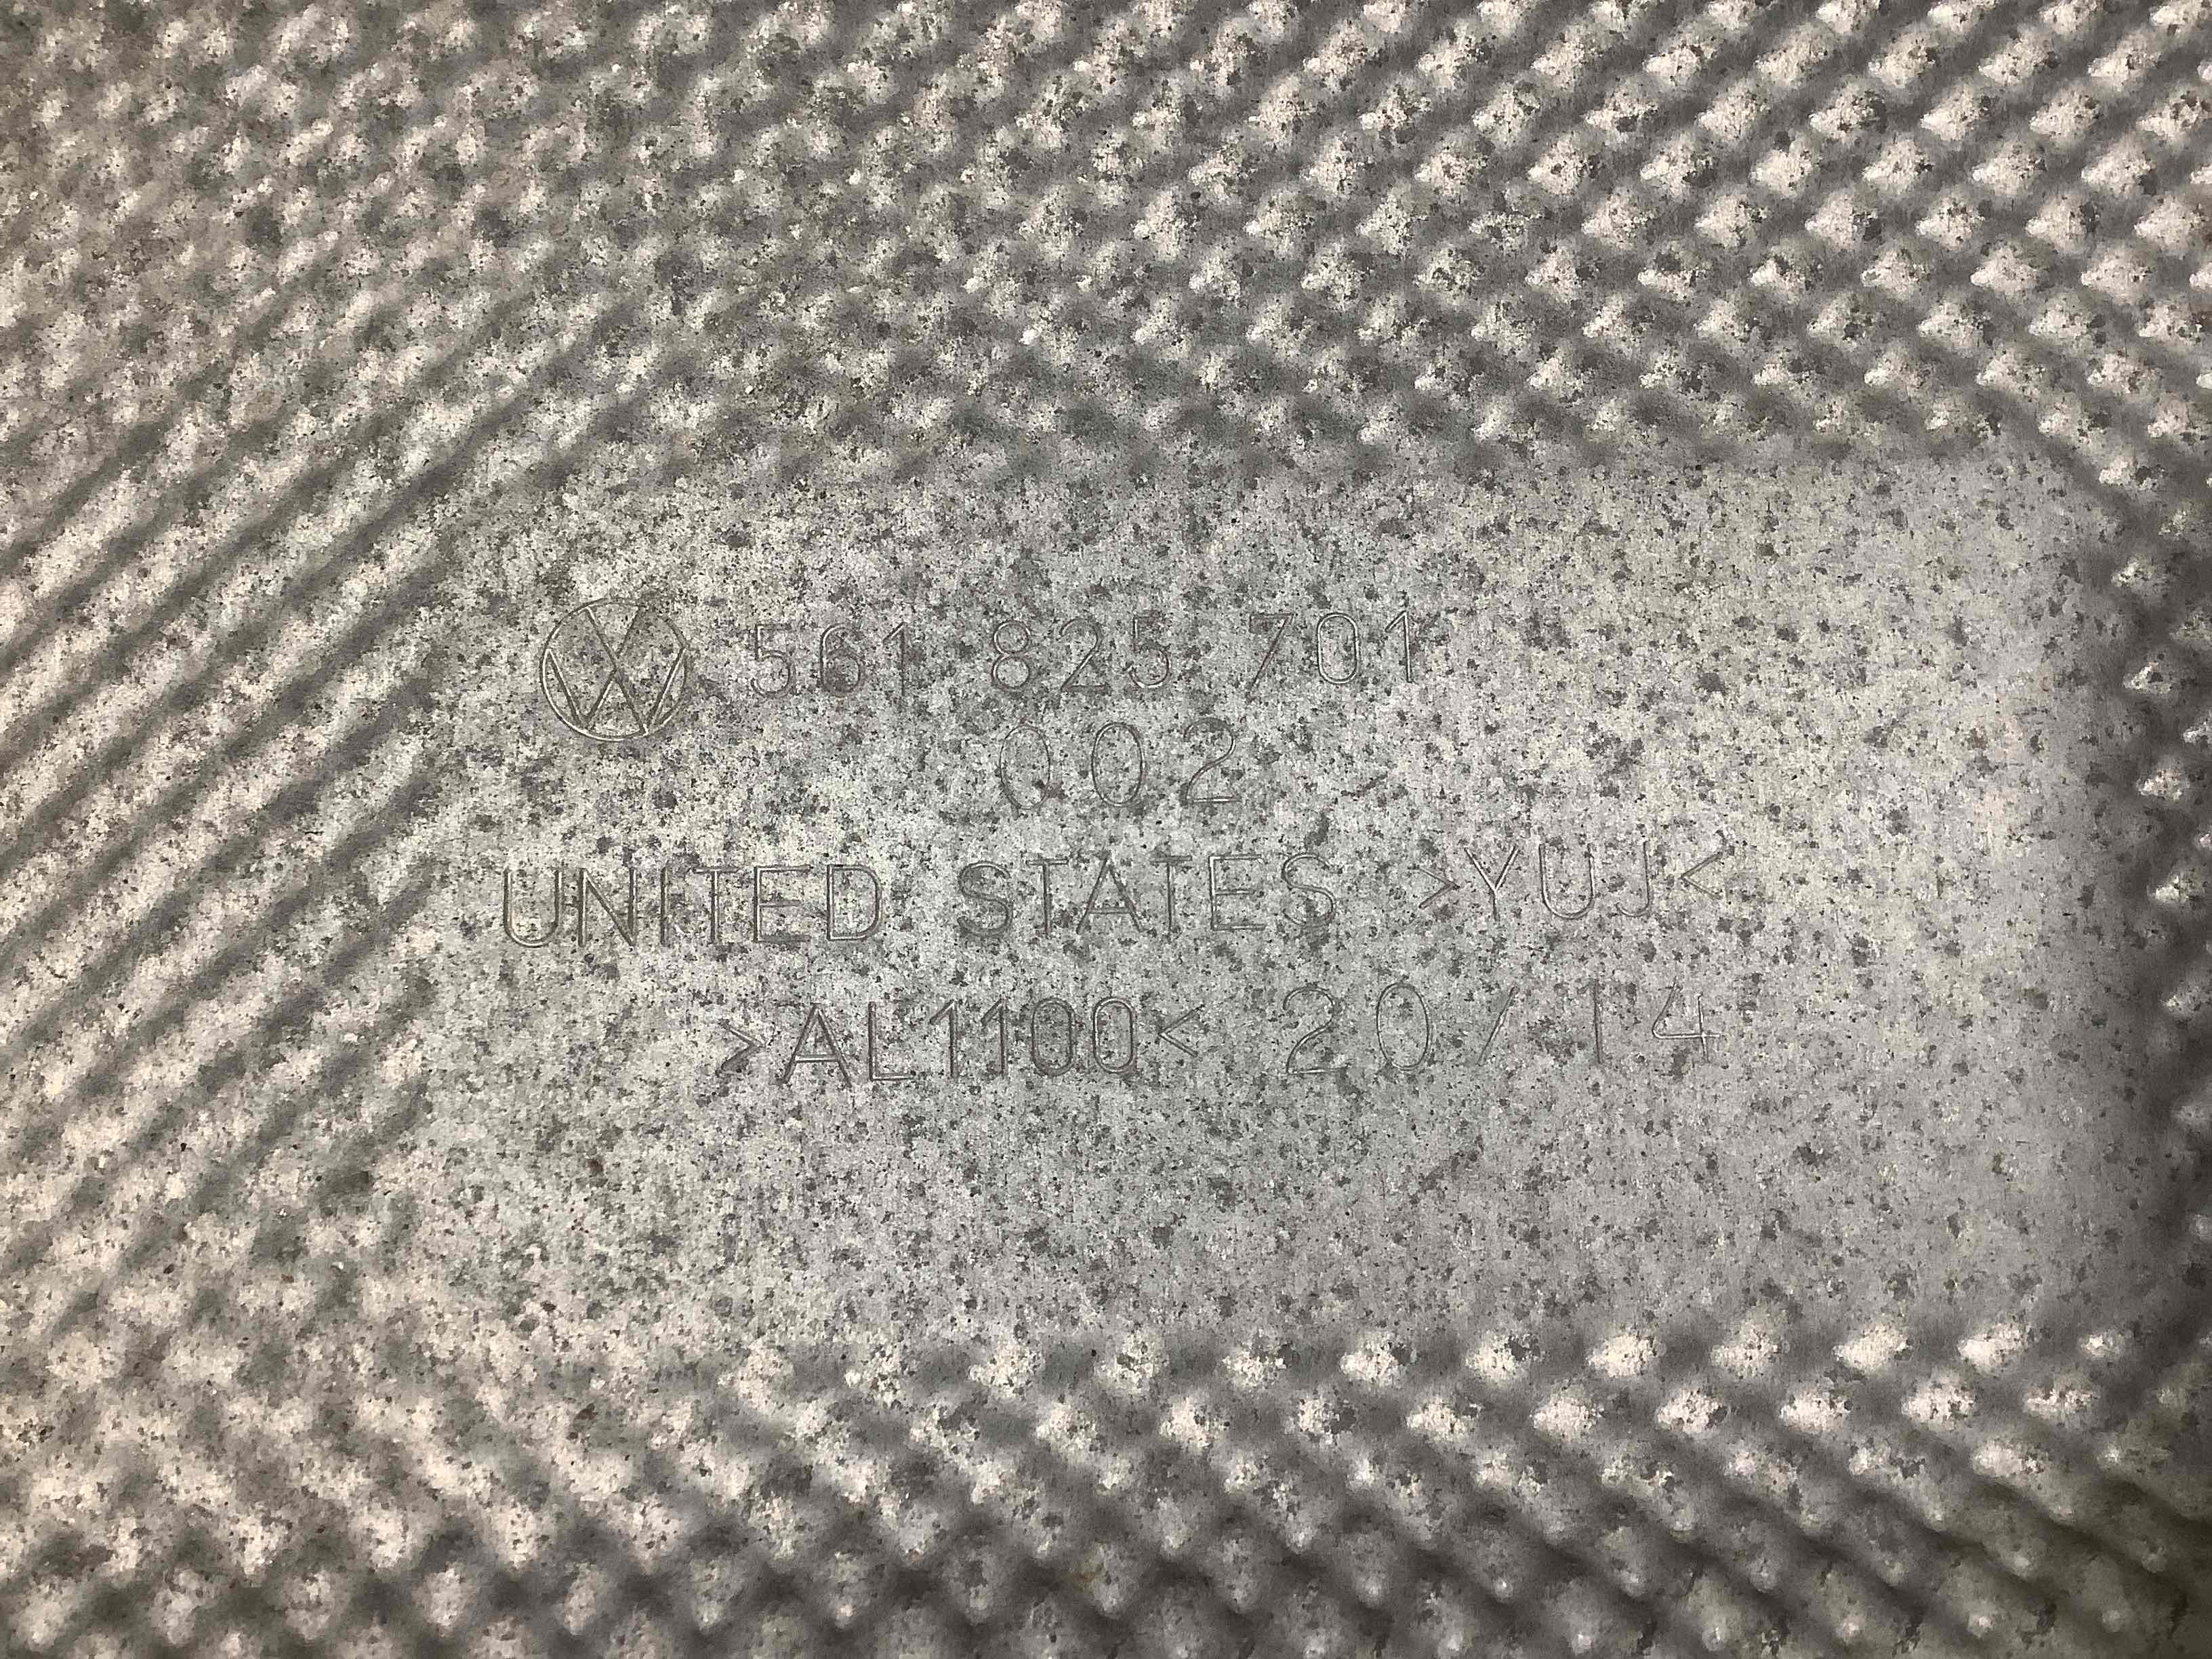 561 825 701
002
UNITED STATES >YUJ<
>AL1100< 20/14